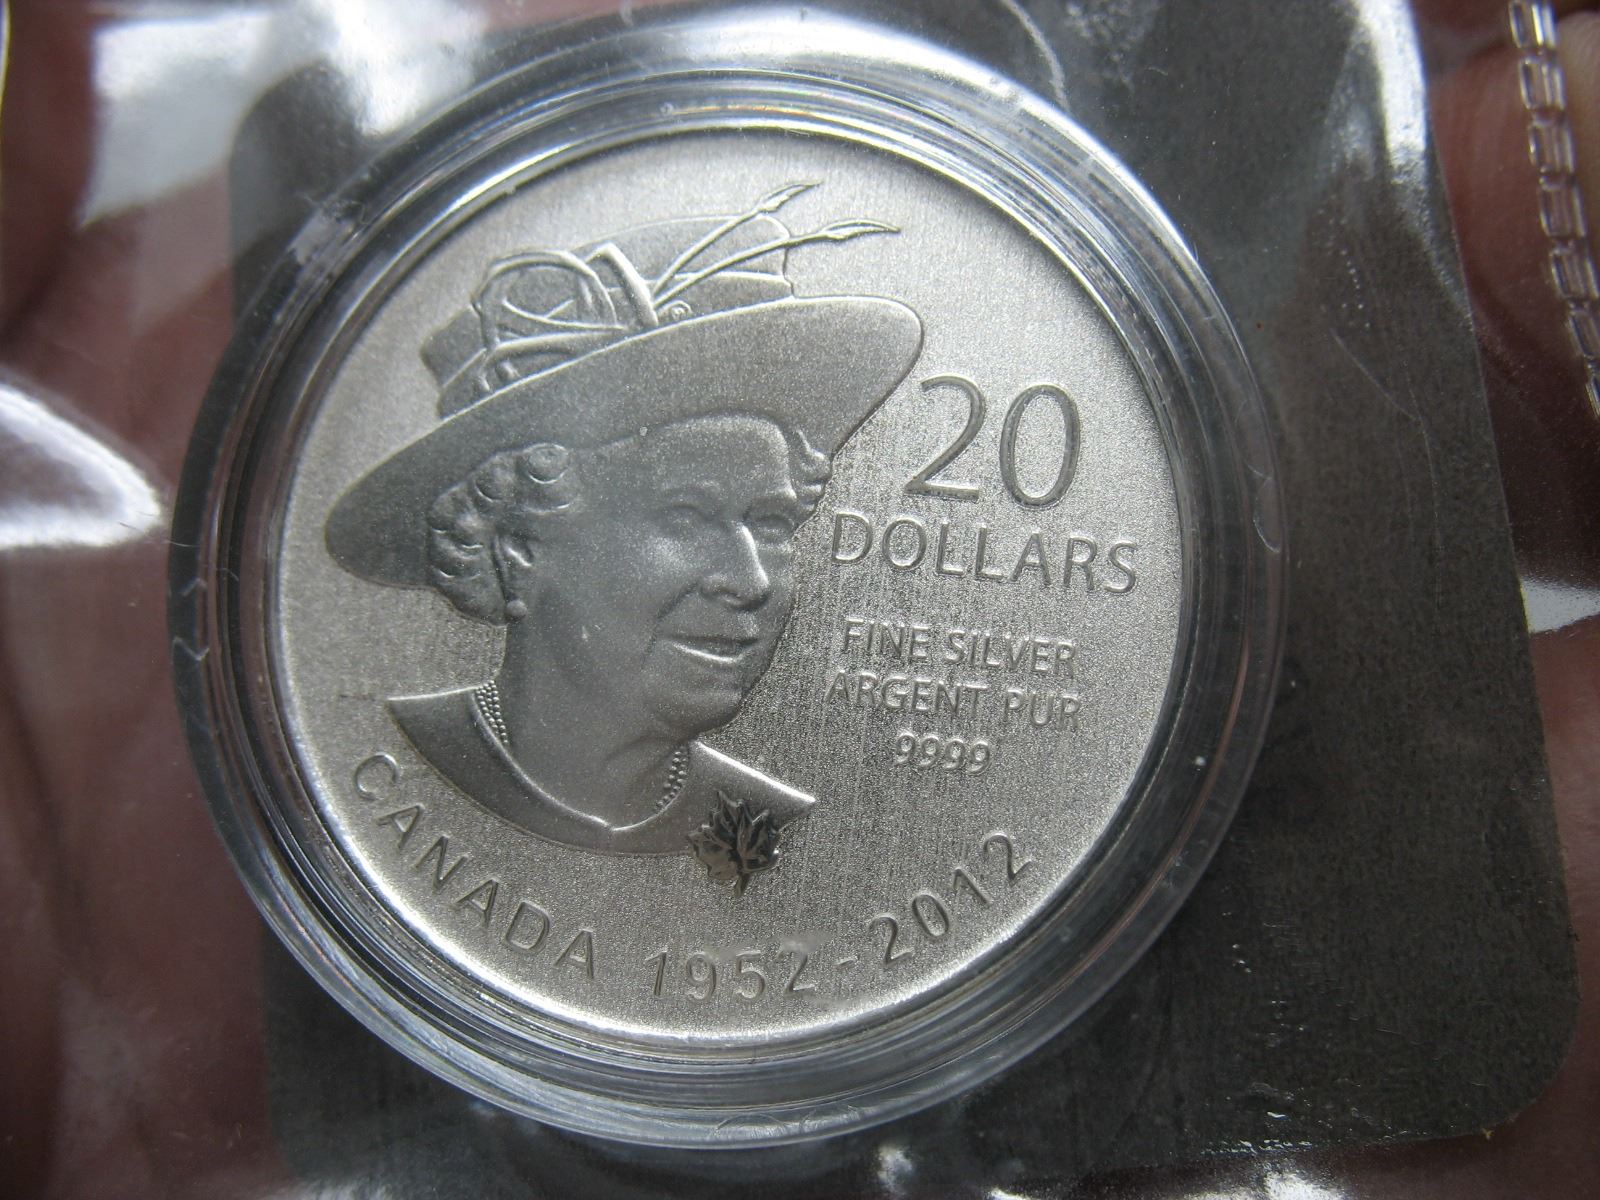 20
DOLLARS
FINE SILVER
ARGENT PUR
9999
CANADA 1952 - 2012